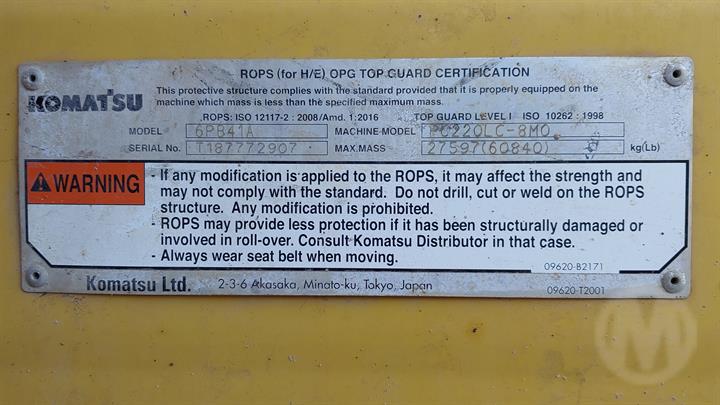 ROPS (for H/E) OPG TOP GUARD CERTIFICATION
KOMATSU
This protective structure complies with the standard provided that it is properly equipped on the
machine which mass is less than the specified maximum mass.
ROPS: ISO 12117-2 : 2008/Amd. 1:2016 TOP GUARD LEVEL I ISO 10262 : 1998
MODEL 6PB41A MACHINE MODEL PC220LC-8M0
SERIAL No. T187772907 MAX.MASS 27597(60840) kg(Lb)
WARNING
- If any modification is applied to the ROPS, it may affect the strength and
may not comply with the standard. Do not drill, cut or weld on the ROPS
structure. Any modification is prohibited.
- ROPS may provide less protection if it has been structurally damaged or
involved in roll-over. Consult Komatsu Distributor in that case.
- Always wear seat belt when moving.
09620-B2171
Komatsu Ltd. 2-3-6 Akasaka, Minato-ku, Tokyo, Japan 09620-T2001
M